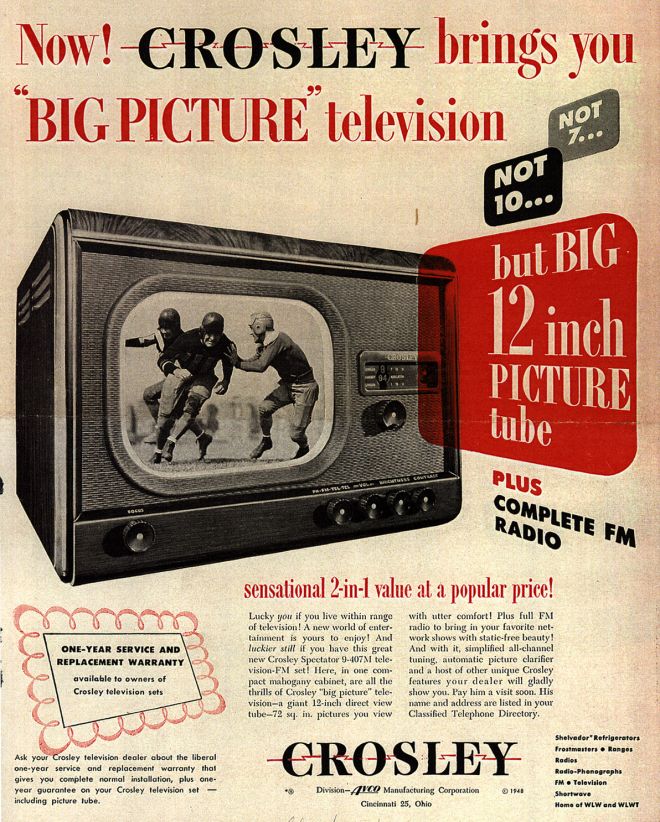 Now! CROSLEY brings you
"BIG PICTURE" television
NOT
7...
NOT
10...
but BIG
12 inch
PICTURE
tube
PLUS
COMPLETE FM
RADIO
CROSLEY
FOCUS
BRIGHTNESS CONTRAST
sensational 2-in-1 value at a popular price!
Lucky you if you live within range
of television! A new world of enter-
tainment is yours to enjoy! And
luckier still if you have this great
new Crosley Spectator 9-407M tele-
vision-FM set! Here, in one com-
pact mahogany cabinet, are all the
thrills of Crosley "big picture" tele-
vision—a giant 12-inch direct view
tube—72 sq. in. pictures you view
with utter comfort! Plus full FM
radio to bring in your favorite net-
work shows with static-free beauty!
And with it, simplified all-channel
tuning, automatic picture clarifier
and a host of other unique Crosley
features your dealer will gladly
show you. Pay him a visit soon. His
name and address are listed in your
Classified Telephone Directory.
ONE-YEAR SERVICE AND
REPLACEMENT WARRANTY
available to owners of
Crosley television sets
Ask your Crosley television dealer about the liberal
one-year service and replacement warranty that
gives you complete normal installation, plus one-
year guarantee on your Crosley television set —
including picture tube.
CROSLEY
*® Division—AVCO Manufacturing Corporation © 1948
Cincinnati 25, Ohio
Shelvador* Refrigerators
Frostmasters • Ranges
Radios
Radio-Phonographs
FM • Television
Shortwave
Home of WLW and WLWT